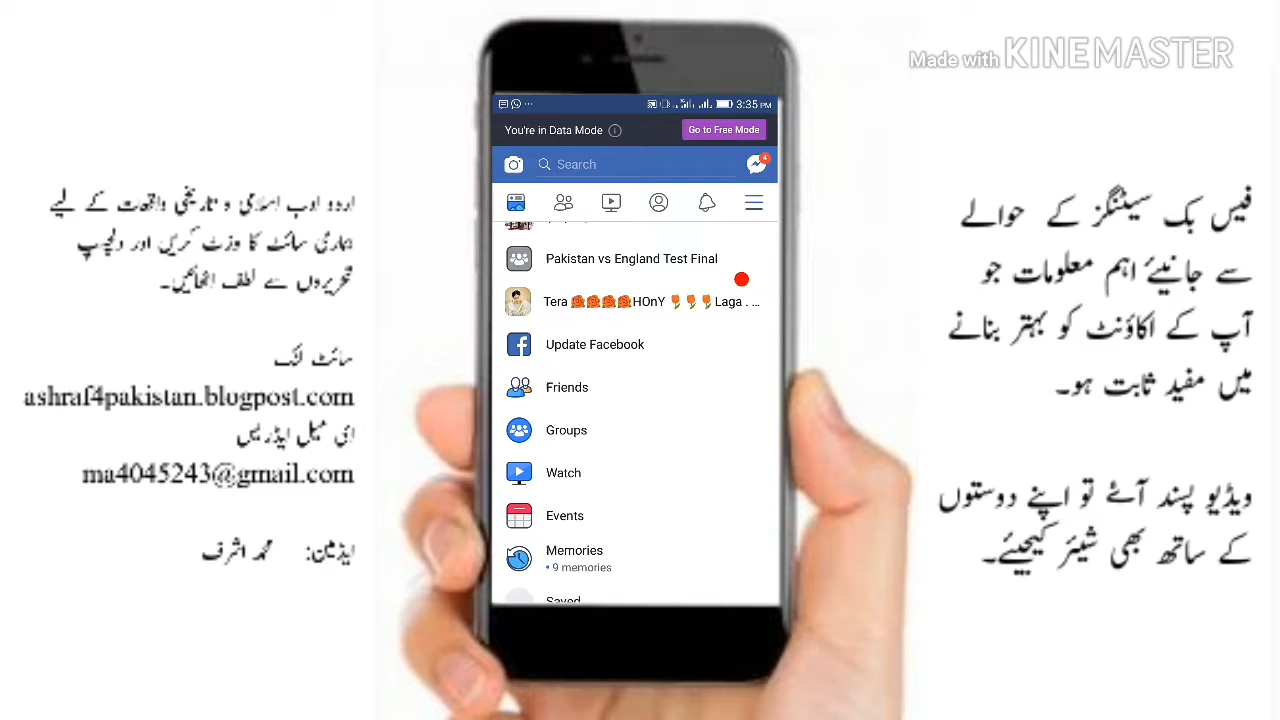 Made with KINEMASTER
3:35 PM
You're in Data Mode
Go to Free Mode
Search
4
Pakistan vs England Test Final
Tera 🌹🌹🌹🌹HOnY 🌷🌷🌷Laga . ...
Update Facebook
Friends
Groups
Watch
Events
Memories
• 9 memories
Saved
اردو ادب اسلامی و تاریخی واقعات کے لیے
ہماری سائٹ کا وزٹ کریں اور دلچسپ
تحریروں سے لطف اٹھائیں۔
سائٹ لنک
ashraf4pakistan.blogpost.com
ای میل ایڈریس
ma4045243@gmail.com
ایڈمین: محمد اشرف
فیس بک سیٹنگز کے حوالے
سے جانیئے اہم معلومات جو
آپ کے اکاؤنٹ کو بہتر بنانے
میں مفید ثابت ہو۔
ویڈیو پسند آئے تو اپنے دوستوں
کے ساتھ بھی شیئر کیجیئے۔